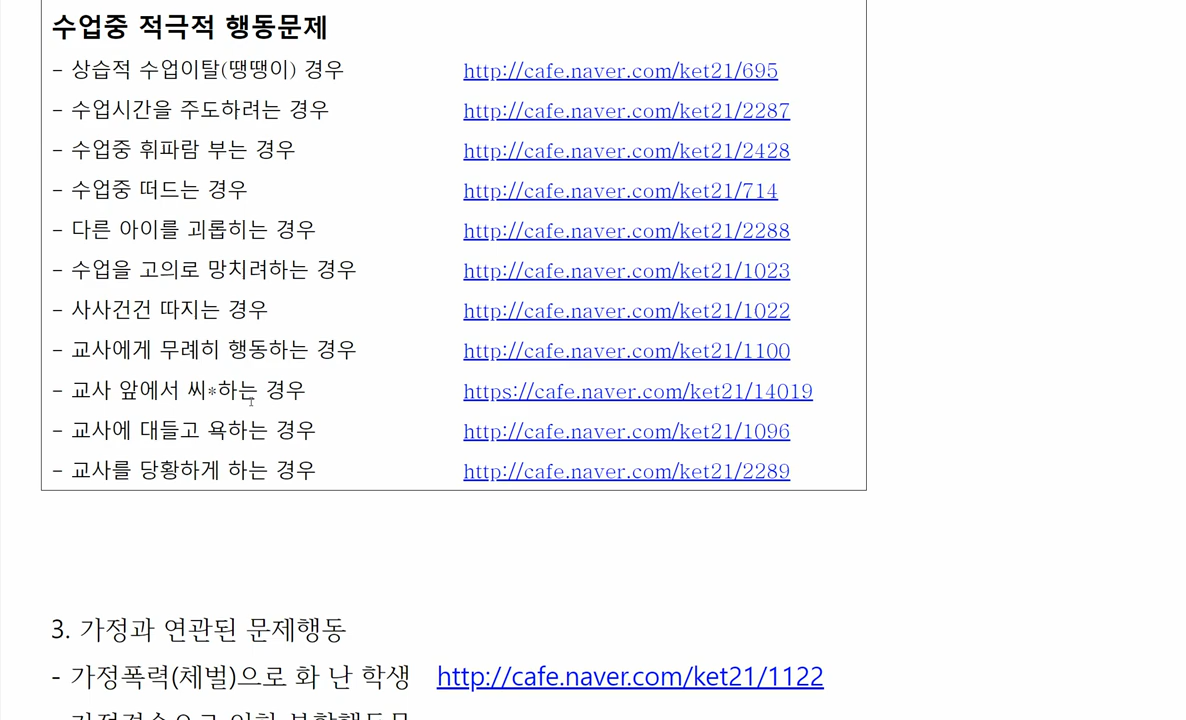 수업중 적극적 행동문제
- 상습적 수업이탈(땡땡이) 경우 http://cafe.naver.com/ket21/695
- 수업시간을 주도하려는 경우 http://cafe.naver.com/ket21/2287
- 수업중 휘파람 부는 경우 http://cafe.naver.com/ket21/2428
- 수업중 떠드는 경우 http://cafe.naver.com/ket21/714
- 다른 아이를 괴롭히는 경우 http://cafe.naver.com/ket21/2288
- 수업을 고의로 망치려하는 경우 http://cafe.naver.com/ket21/1023
- 사사건건 따지는 경우 http://cafe.naver.com/ket21/1022
- 교사에게 무례히 행동하는 경우 http://cafe.naver.com/ket21/1100
- 교사 앞에서 씨*하는 경우 https://cafe.naver.com/ket21/14019
- 교사에 대들고 욕하는 경우 http://cafe.naver.com/ket21/1096
- 교사를 당황하게 하는 경우 http://cafe.naver.com/ket21/2289
3. 가정과 연관된 문제행동
- 가정폭력(체벌)으로 화 난 학생 http://cafe.naver.com/ket21/1122